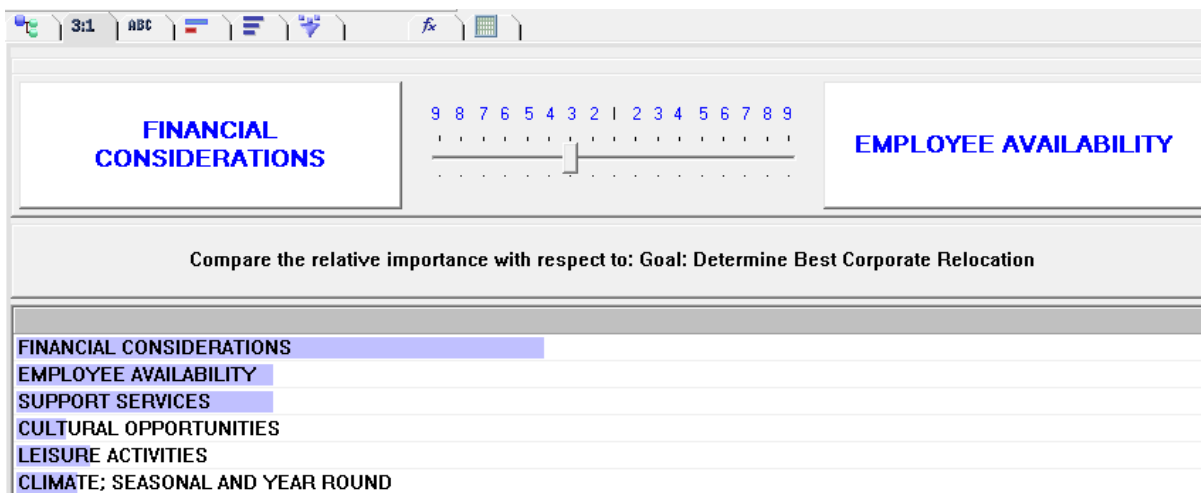 3:1 ABC fx
9 8 7 6 5 4 3 2 1 2 3 4 5 6 7 8 9
FINANCIAL
CONSIDERATIONS
EMPLOYEE AVAILABILITY
Compare the relative importance with respect to: Goal: Determine Best Corporate Relocation
FINANCIAL CONSIDERATIONS
EMPLOYEE AVAILABILITY
SUPPORT SERVICES
CULTURAL OPPORTUNITIES
LEISURE ACTIVITIES
CLIMATE; SEASONAL AND YEAR ROUND